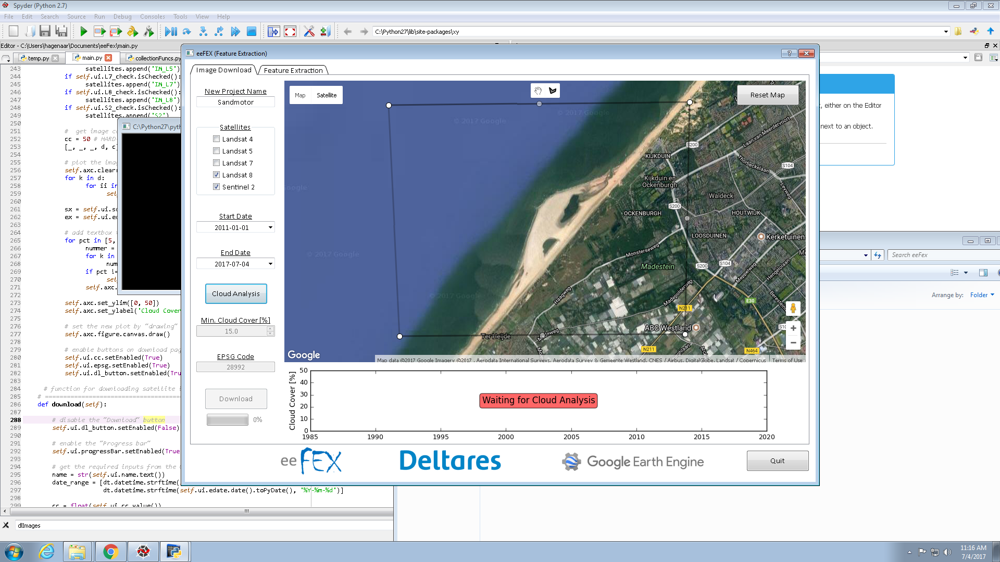 Spyder (Python 2.7)
File Edit Search Source Run Debug Consoles Tools View Help
C:\Python27\lib\site-packages\xy
Editor - C:\Users\hagenaar\Documents\eeFex\main.py
temp.py main.py collectionFuncs.py
243 satellites.append('IM_L5')
244 if self.ui.L7_check.isChecked():
245 satellites.append('IM_L7')
246 if self.ui.L8_check.isChecked():
247 satellites.append('IM_L8')
248 if self.ui.S2_check.isChecked():
249 satellites.append('S2')
250
251 # get image c
252 cc = 50 # HARD
253 [_, _, _, d, c]
254
255 # plot the imag
256 self.axc.clear
257 for k in d:
258 for ii in
259 se
260
261 sx = self.ui.s
262 ex = self.ui.e
263
264 # add textbox
265 for pct in [5,
266 nummer =
267 for k in
268 num
269 if pct !=
270 se
271 self.axc.
272
273 self.axc.set_ylim([0, 50])
274 self.axc.set_ylabel('Cloud Cover
275
276 # set the new plot by "drawing"
277 self.axc.figure.canvas.draw()
278
279 # enable buttons on download pag
280 self.ui.cc.setEnabled(True)
281 self.ui.epsg.setEnabled(True)
282 self.ui.dl_button.setEnabled(Tru
283
284 # function for downloading satellite i
285 # =====================================
286 def download(self):
287
288 # disable the "Download" button
289 self.ui.dl_button.setEnabled(False)
290
291 # enable the "Progress bar"
292 self.ui.progressBar.setEnabled(True
293
294 # get the required inputs from the
295 name = str(self.ui.name.text())
296 date_range = [dt.datetime.strftime(
297 dt.datetime.strftime(self.ui.edate.date().toPyDate(), '%Y-%m-%d')]
298
299 cc = float(self.ui.cc.value())
dlImages
C:\Python27\pyth
eeFEX (Feature Extraction)
Image Download Feature Extraction
New Project Name
Sandmotor
Satellites
Landsat 4
Landsat 5
Landsat 7
Landsat 8
Sentinel 2
Start Date
2011-01-01
End Date
2017-07-04
Cloud Analysis
Min. Cloud Cover [%]
15.0
EPSG Code
28992
Download
0%
Map Satellite
Reset Map
© 2017 Google
© 2017 Google
Google
© 2017 Google
© 2017 Google
Laan van Meerdervoort
S200
KIJKDUIN
Thorbeckelaan
S104
Kijkduin en
Ockenburgh
Leyweg
Waldeck
S200
OCKENBURGH
HOUTWIJK
LOOSDUINEN
Kerketuinen
Monsterseweg
S104
Madestein
S200
Meppelweg
Hengelolaan
Haagweg
Madepolderweg
E30
N211
ABC Westland
Ter Heijde
Madeweg
N211
N464
Google
Map data ©2017 Google Imagery ©2017 , Aerodata International Surveys, Aerodata Survey & Gemeente Westland, CNES / Airbus, DigitalGlobe, Landsat / Copernicus Terms of Use
Cloud Cover [%]
50
40
30
20
10
0
Waiting for Cloud Analysis
1985 1990 1995 2000 2005 2010 2015 2020
ee FEX
Deltares
Google Earth Engine
Quit
, either on the Editor
next to an object.
Search eeFex
Arrange by: Folder
11:16 AM
7/4/2017